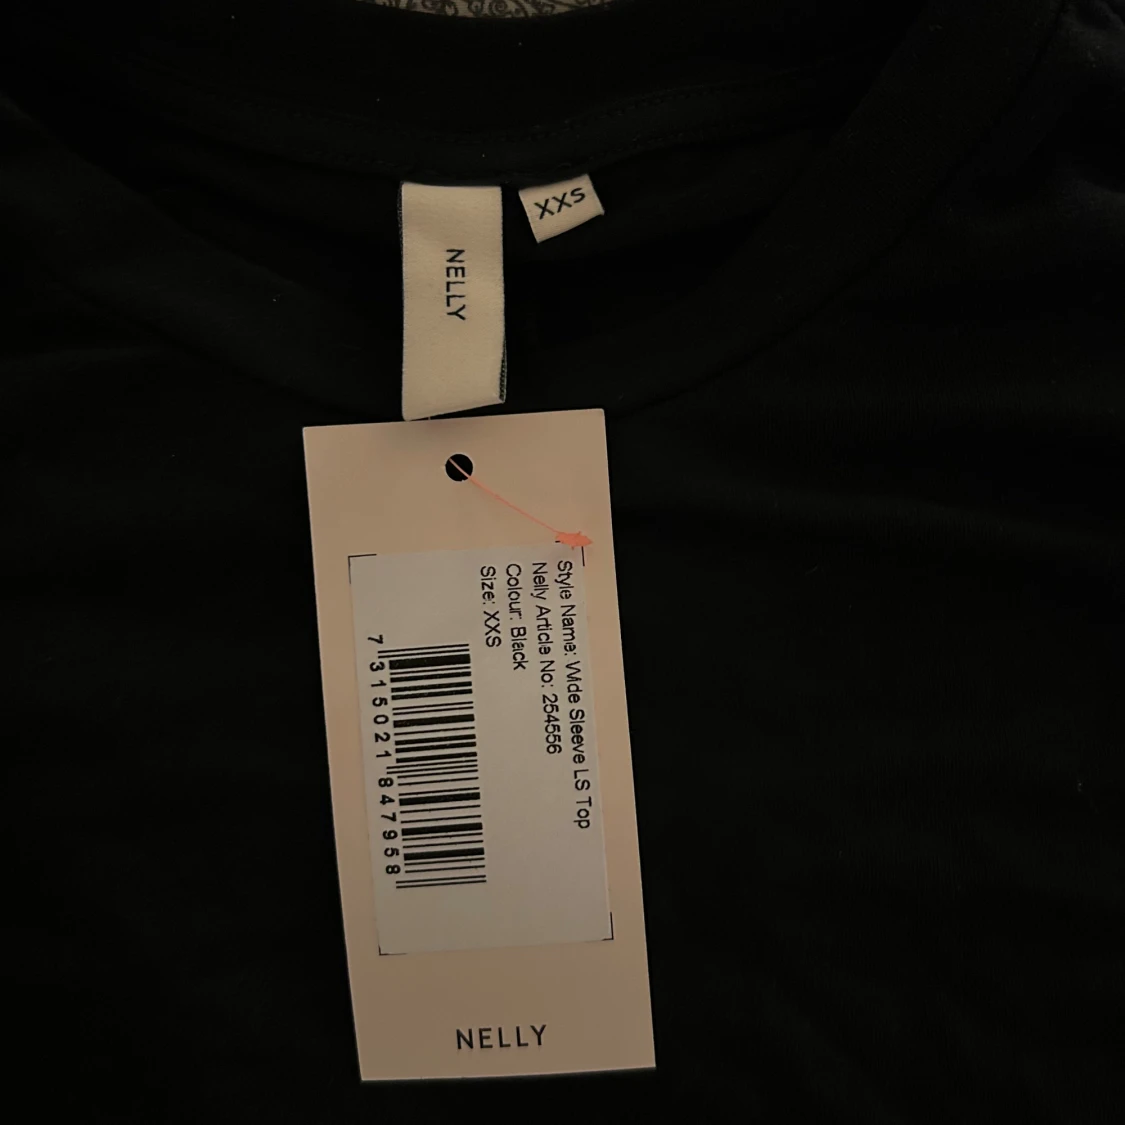 NELLY
XXS
Style Name: Wide Sleeve LS Top
Nelly Article No: 254556
Colour: Black
Size: XXS
7 315021 847958
NELLY